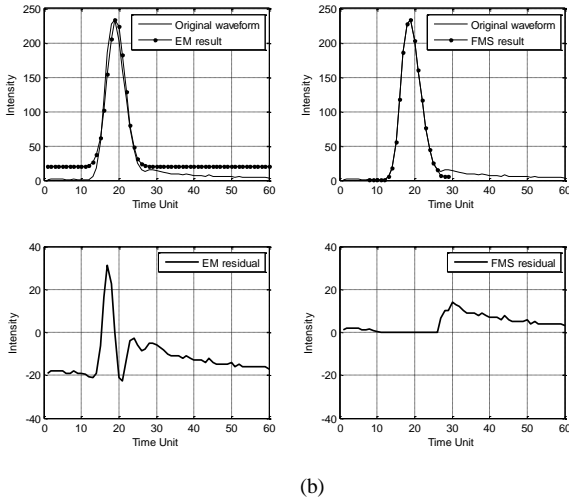 250
200
150
100
50
0
Intensity
0 10 20 30 40 50 60
Time Unit
Original waveform
EM result
250
200
150
100
50
0
Intensity
0 10 20 30 40 50 60
Time Unit
Original waveform
FMS result
40
20
0
-20
-40
Intensity
0 10 20 30 40 50 60
Time Unit
EM residual
40
20
0
-20
-40
Intensity
0 10 20 30 40 50 60
Time Unit
FMS residual
(b)